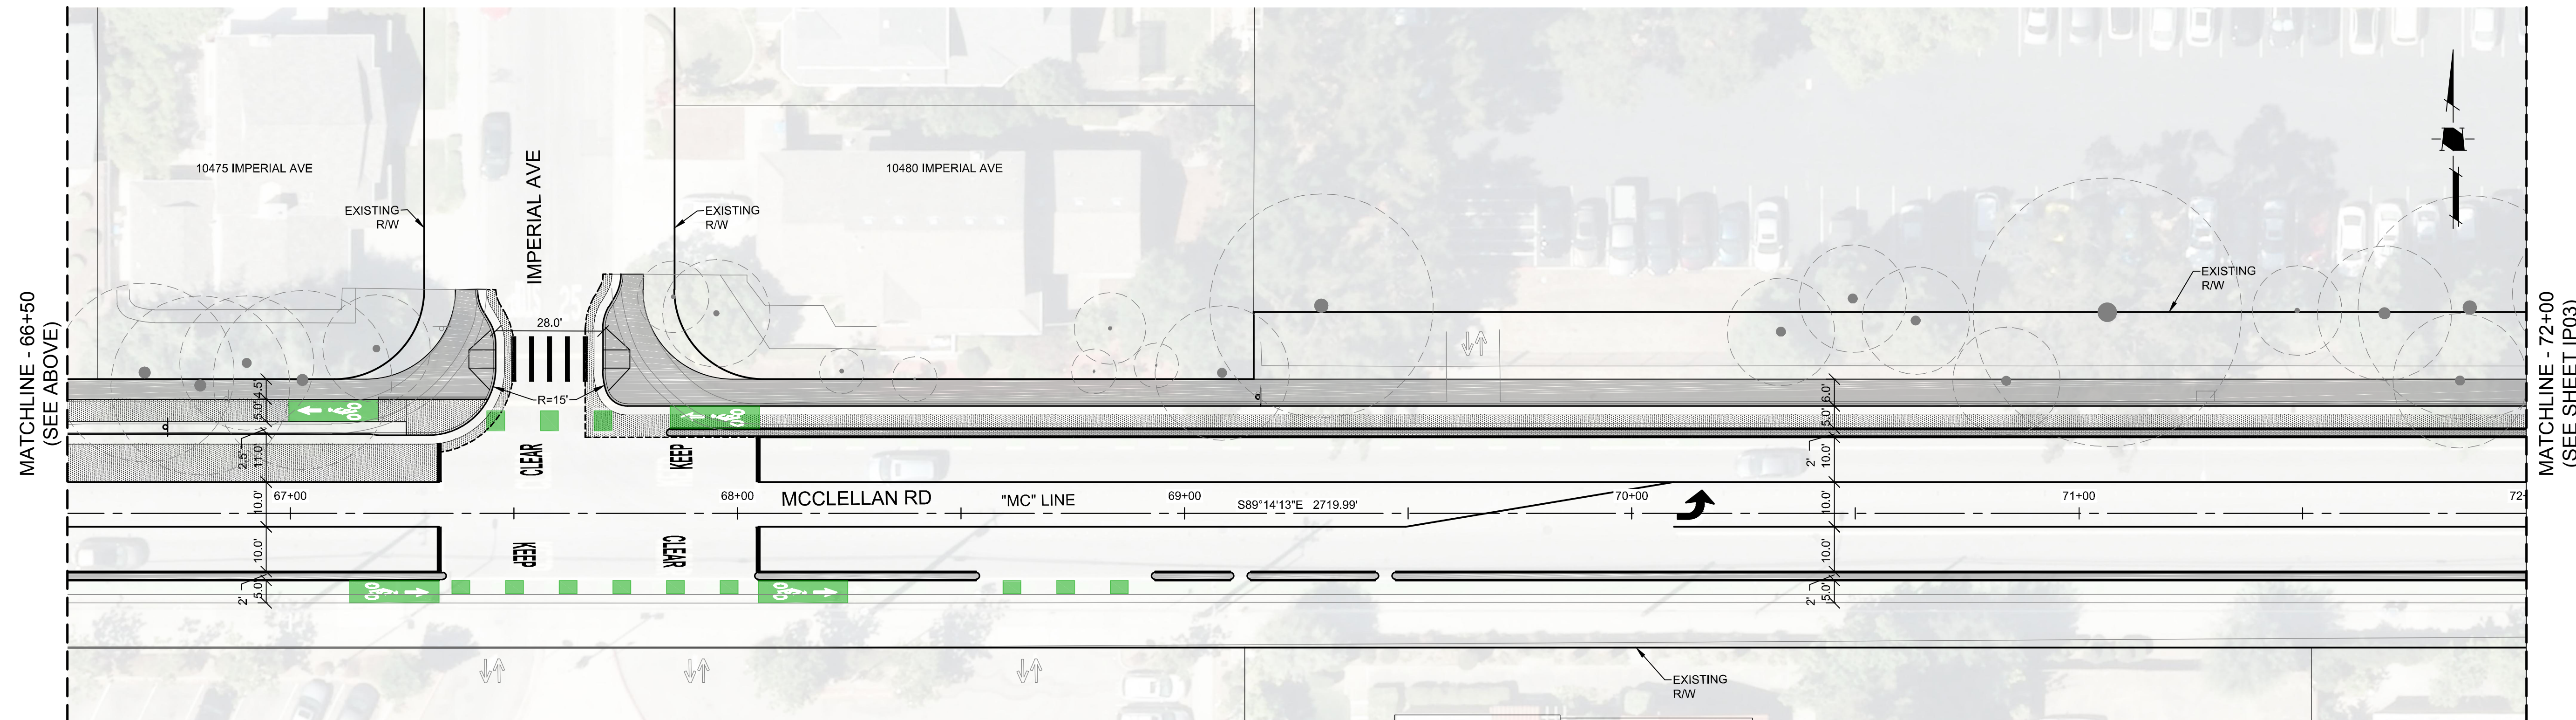 MATCHLINE - 66+50
(SEE ABOVE)
10475 IMPERIAL AVE
EXISTING
R/W
IMPERIAL AVE
EXISTING
R/W
10480 IMPERIAL AVE
EXISTING
R/W
28.0'
R=15'
4.5'
5.0'
2.5'
11.0'
10.0'
10.0'
2'
5.0'
CLEAR
KEEP
KEEP
CLEAR
67+00
68+00
MCCLELLAN RD
"MC" LINE
69+00
S89°14'13"E 2719.99'
70+00
71+00
72+
6.0'
5.0'
2'
10.0'
10.0'
10.0'
2'
5.0'
EXISTING
R/W
MATCHLINE - 72+00
(SEE SHEET IP03)